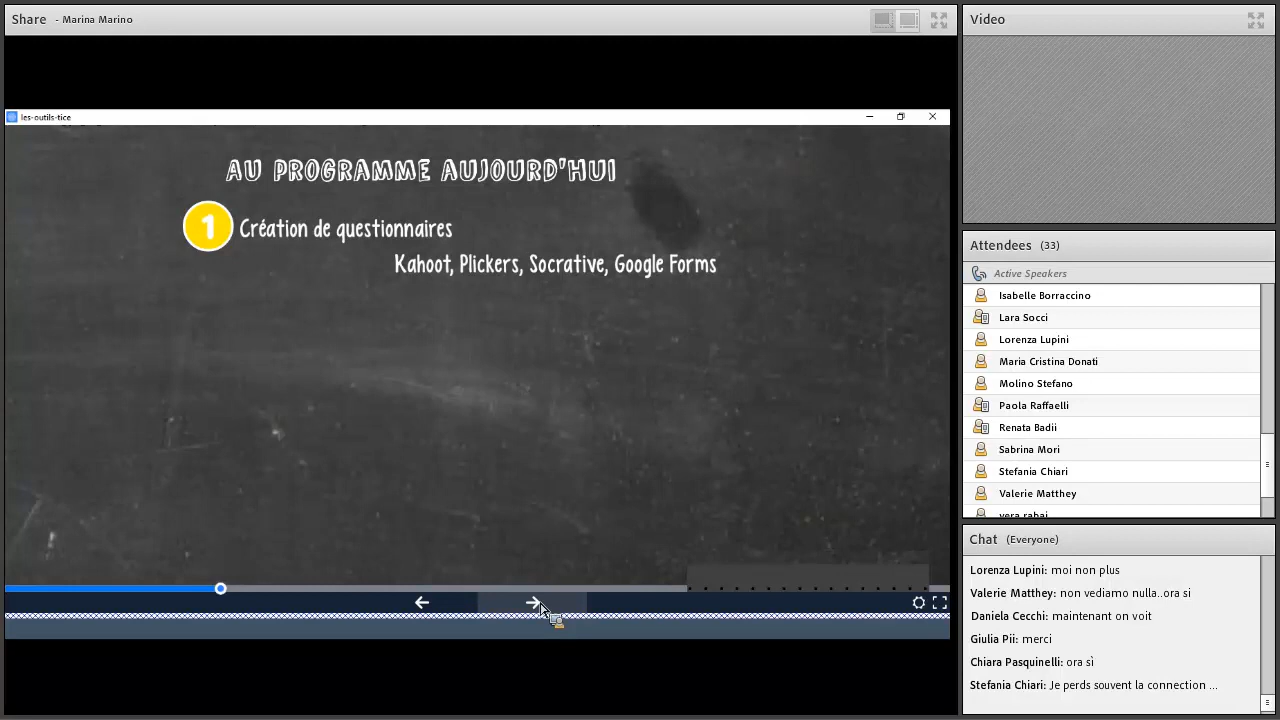 Share - Marina Marino
les-outils-tice
AU PROGRAMME AUJOURD'HUI
1 Création de questionnaires
Kahoot, Plickers, Socrative, Google Forms
Video
Attendees (33)
Active Speakers
Isabelle Borraccino
Lara Socci
Lorenza Lupini
Maria Cristina Donati
Molino Stefano
Paola Raffaelli
Renata Badii
Sabrina Mori
Stefania Chiari
Valerie Matthey
vera rabai
Chat (Everyone)
Lorenza Lupini: moi non plus
Valerie Matthey: non vediamo nulla..ora si
Daniela Cecchi: maintenant on voit
Giulia Pii: merci
Chiara Pasquinelli: ora sì
Stefania Chiari: Je perds souvent la connection ...